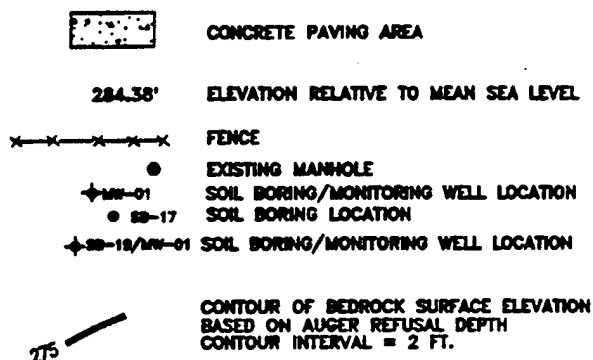 CONCRETE PAVING AREA
284.38' ELEVATION RELATIVE TO MEAN SEA LEVEL
FENCE
EXISTING MANHOLE
MW-01 SOIL BORING/MONITORING WELL LOCATION
SB-17 SOIL BORING LOCATION
SB-19/MW-01 SOIL BORING/MONITORING WELL LOCATION
CONTOUR OF BEDROCK SURFACE ELEVATION
BASED ON AUGER REFUSAL DEPTH
275 CONTOUR INTERVAL = 2 FT.